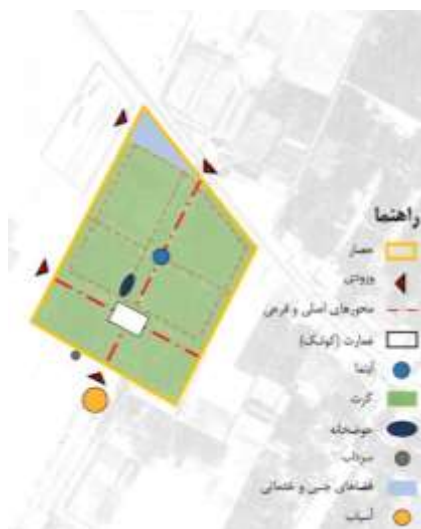 راهنما
حصار
ورودی
محورهای اصلی و فرعی
عمارت (کوشک)
آبنما
کرت
حوضخانه
سرداب
فضاهای جنبی و خدماتی
آسیاب